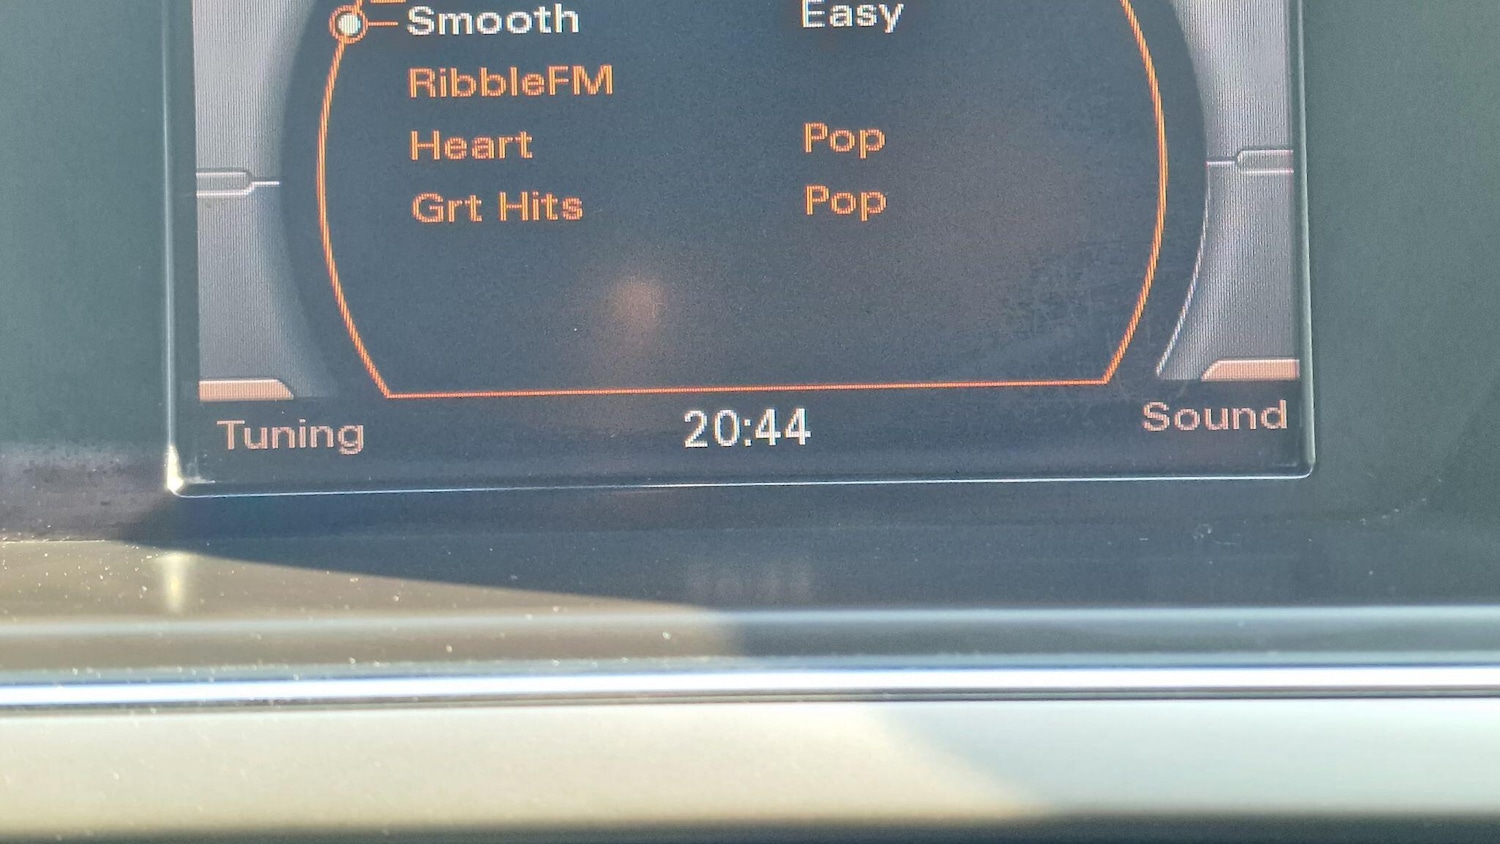 Smooth Easy
RibbleFM
Heart Pop
Grt Hits Pop
Tuning 20:44 Sound